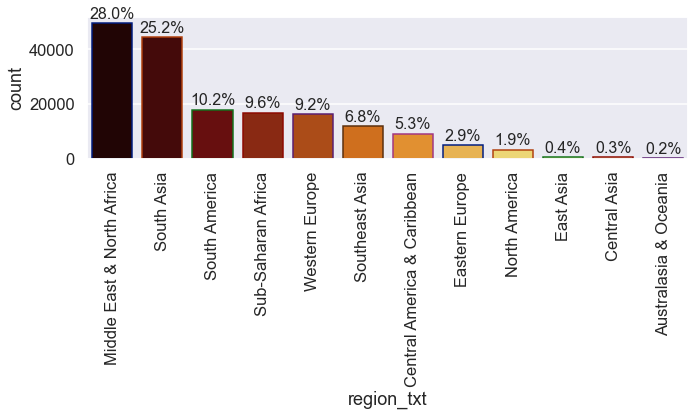 28.0%
25.2%
10.2%
9.6%
9.2%
6.8%
5.3%
2.9%
1.9%
0.4%
0.3%
0.2%
count
40000
20000
0
Middle East & North Africa
South Asia
South America
Sub-Saharan Africa
Western Europe
Southeast Asia
Central America & Caribbean
Eastern Europe
North America
East Asia
Central Asia
Australasia & Oceania
region_txt